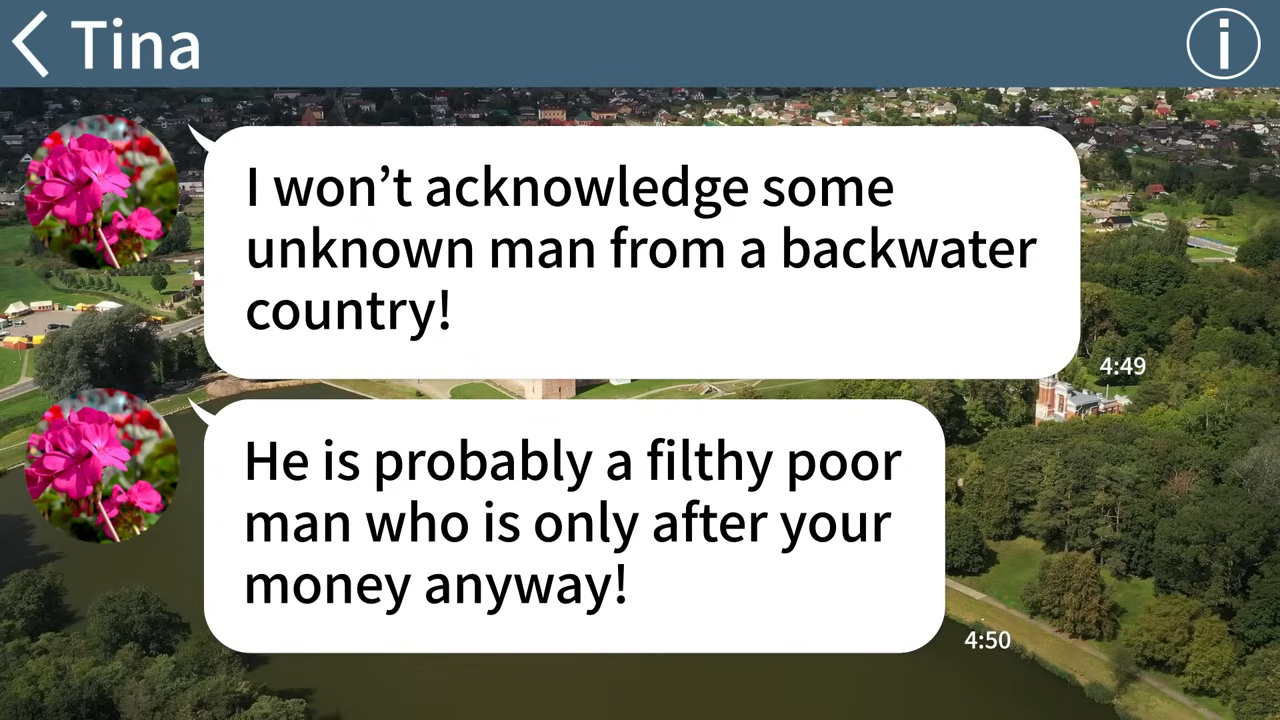 Tina
I won’t acknowledge some
unknown man from a backwater
country!
4:49
He is probably a filthy poor
man who is only after your
money anyway!
4:50